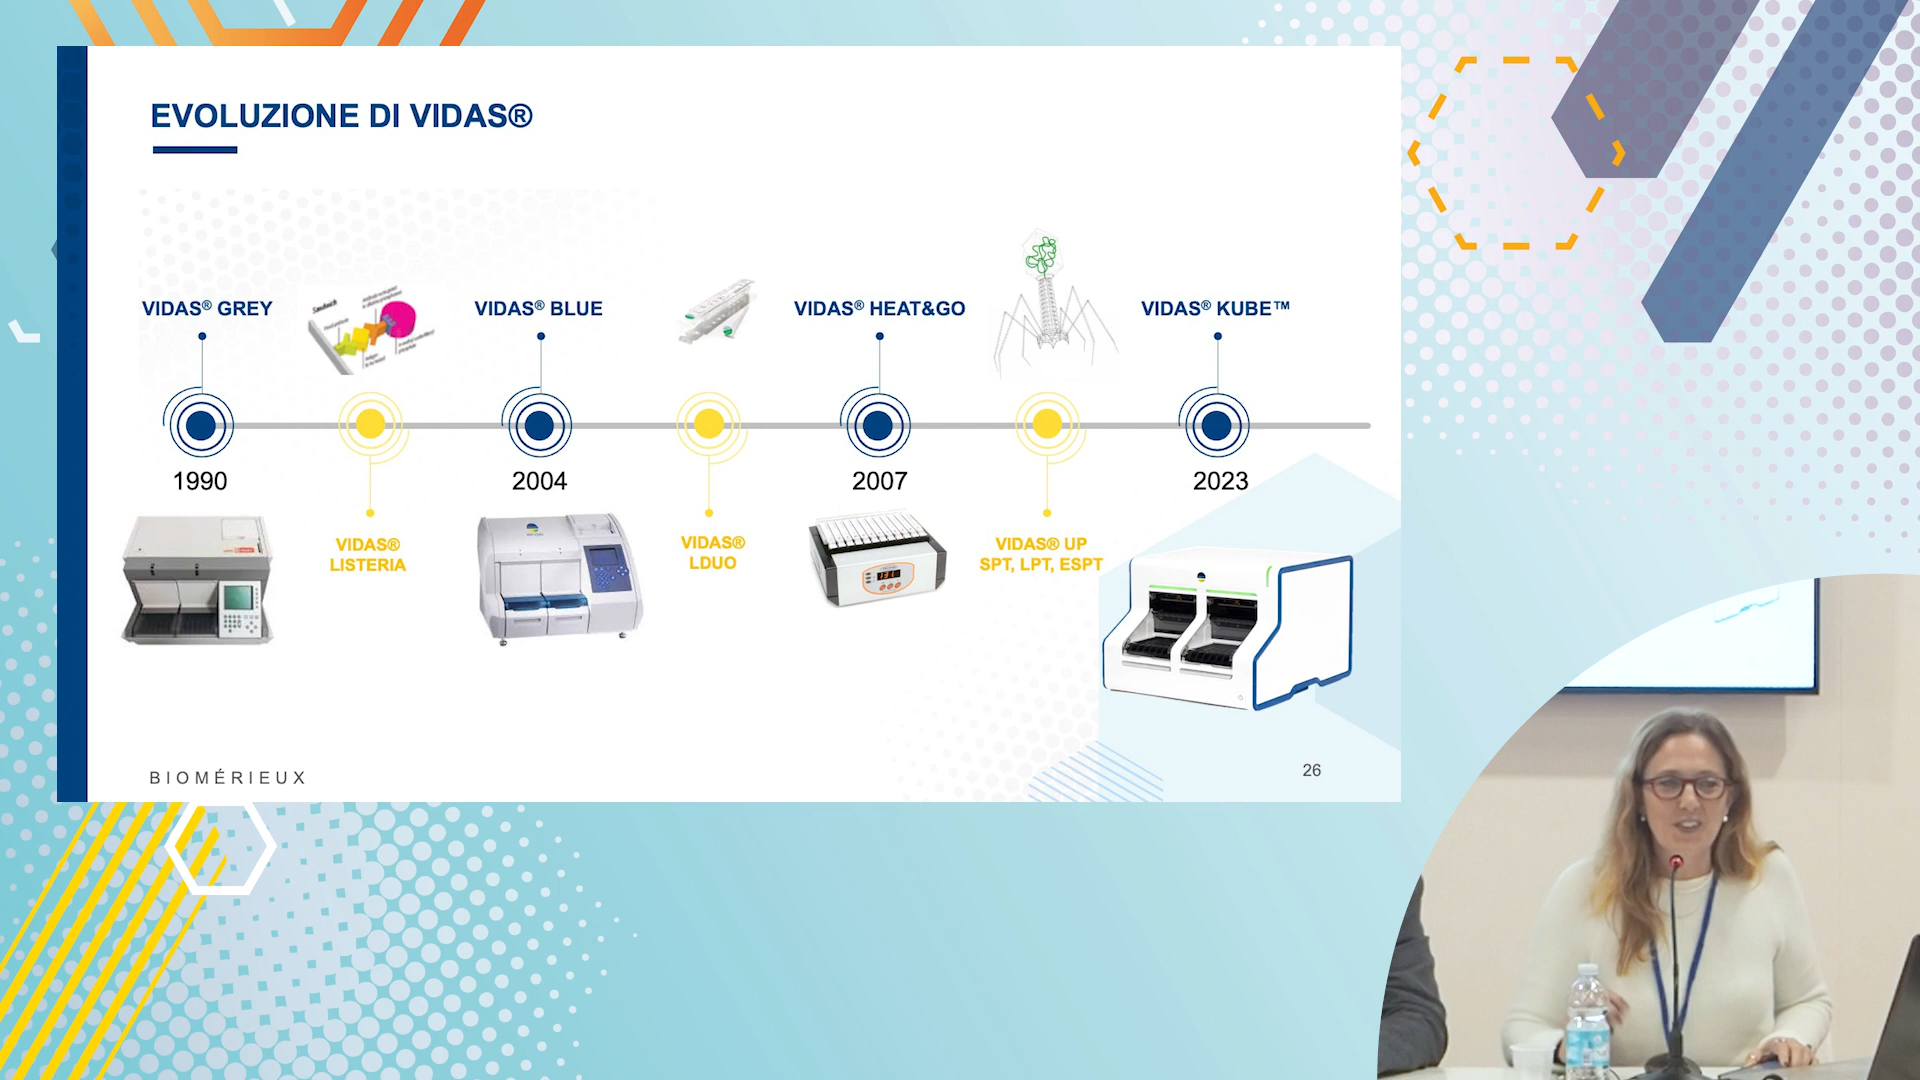 EVOLUZIONE DI VIDAS®
VIDAS® GREY
Sandwich
VIDAS® BLUE
VIDAS® HEAT&GO
VIDAS® KUBE™
1990
2004
2007
2023
VIDAS®
LISTERIA
VIDAS®
LDUO
VIDAS® UP
SPT, LPT, ESPT
BIOMÉRIEUX
26